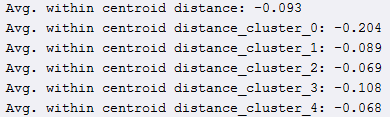 Avg. within centroid distance: -0.093
Avg. within centroid distance_cluster_0: -0.204
Avg. within centroid distance_cluster_1: -0.089
Avg. within centroid distance_cluster_2: -0.069
Avg. within centroid distance_cluster_3: -0.108
Avg. within centroid distance_cluster_4: -0.068